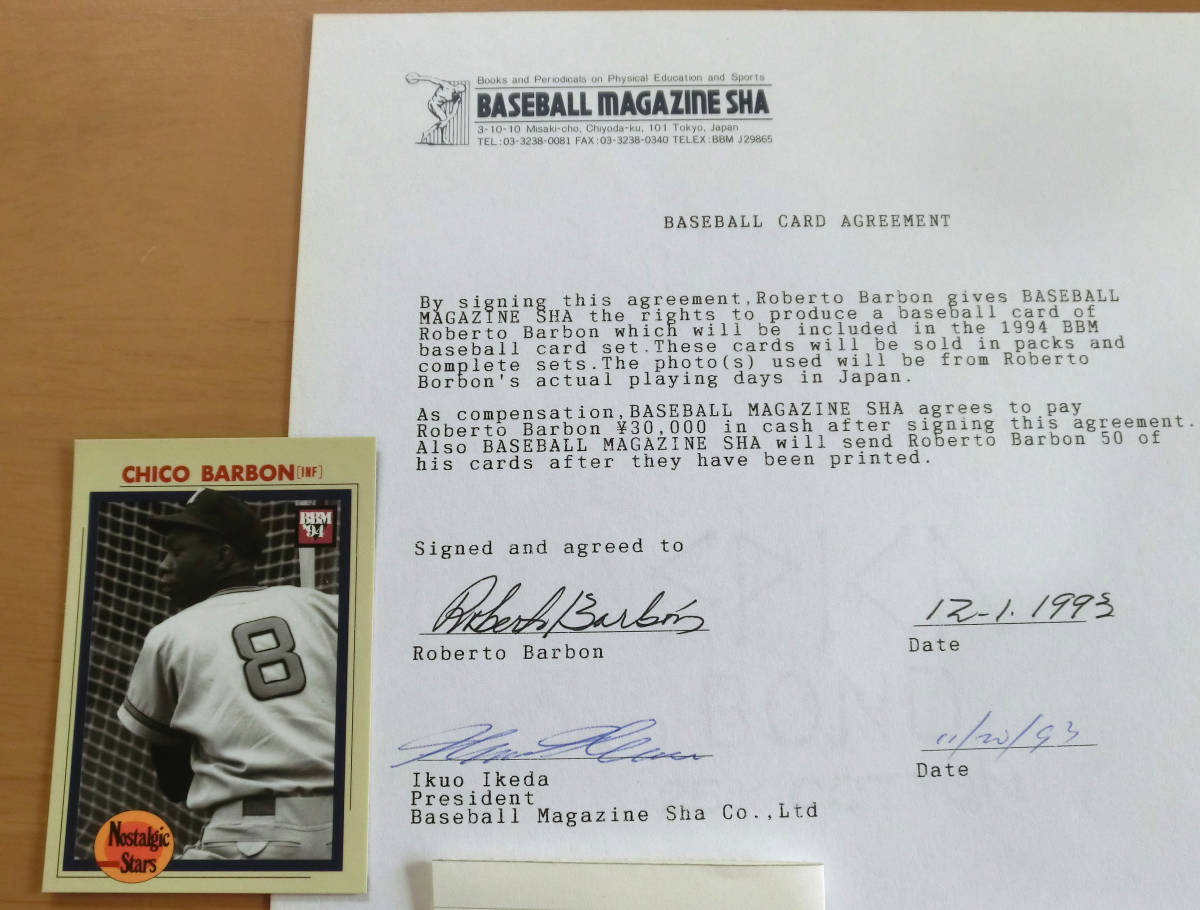 Books and Periodicals on Physical Education and Sports
BASEBALL MAGAZINE SHA
3-10-10 Misaki-cho, Chiyoda-ku, 101 Tokyo, Japan
TEL:03-3238-0081 FAX:03-3238-0340 TELEX:BBM J29865
BASEBALL CARD AGREEMENT
By signing this agreement,Roberto Barbon gives BASEBALL
MAGAZINE SHA the rights to produce a baseball card of
Roberto Barbon which will be included in the 1994 BBM
baseball card set.These cards will be sold in packs and
complete sets.The photo(s) used will be from Roberto
Borbon's actual playing days in Japan.
As compensation,BASEBALL MAGAZINE SHA agrees to pay
Roberto Barbon ¥30,000 in cash after signing this agreement.
Also BASEBALL MAGAZINE SHA will send Roberto Barbon 50 of
his cards after they have been printed.
Signed and agreed to
Roberto Barbón
12-1.1993
Roberto Barbon
Date
11/20/93
Ikuo Ikeda
Date
President
Baseball Magazine Sha Co.,Ltd
CHICO BARBON [INF]
BBM
'94
8
Nostalgic
Stars